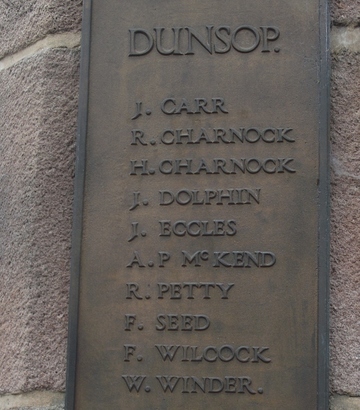 DUNSOP.
J. CARR
R. CHARNOCK
H. CHARNOCK
J. DOLPHIN
J. ECCLES
A. P McKEND
R. PETTY
F. SEED
F. WILCOCK
W. WINDER.